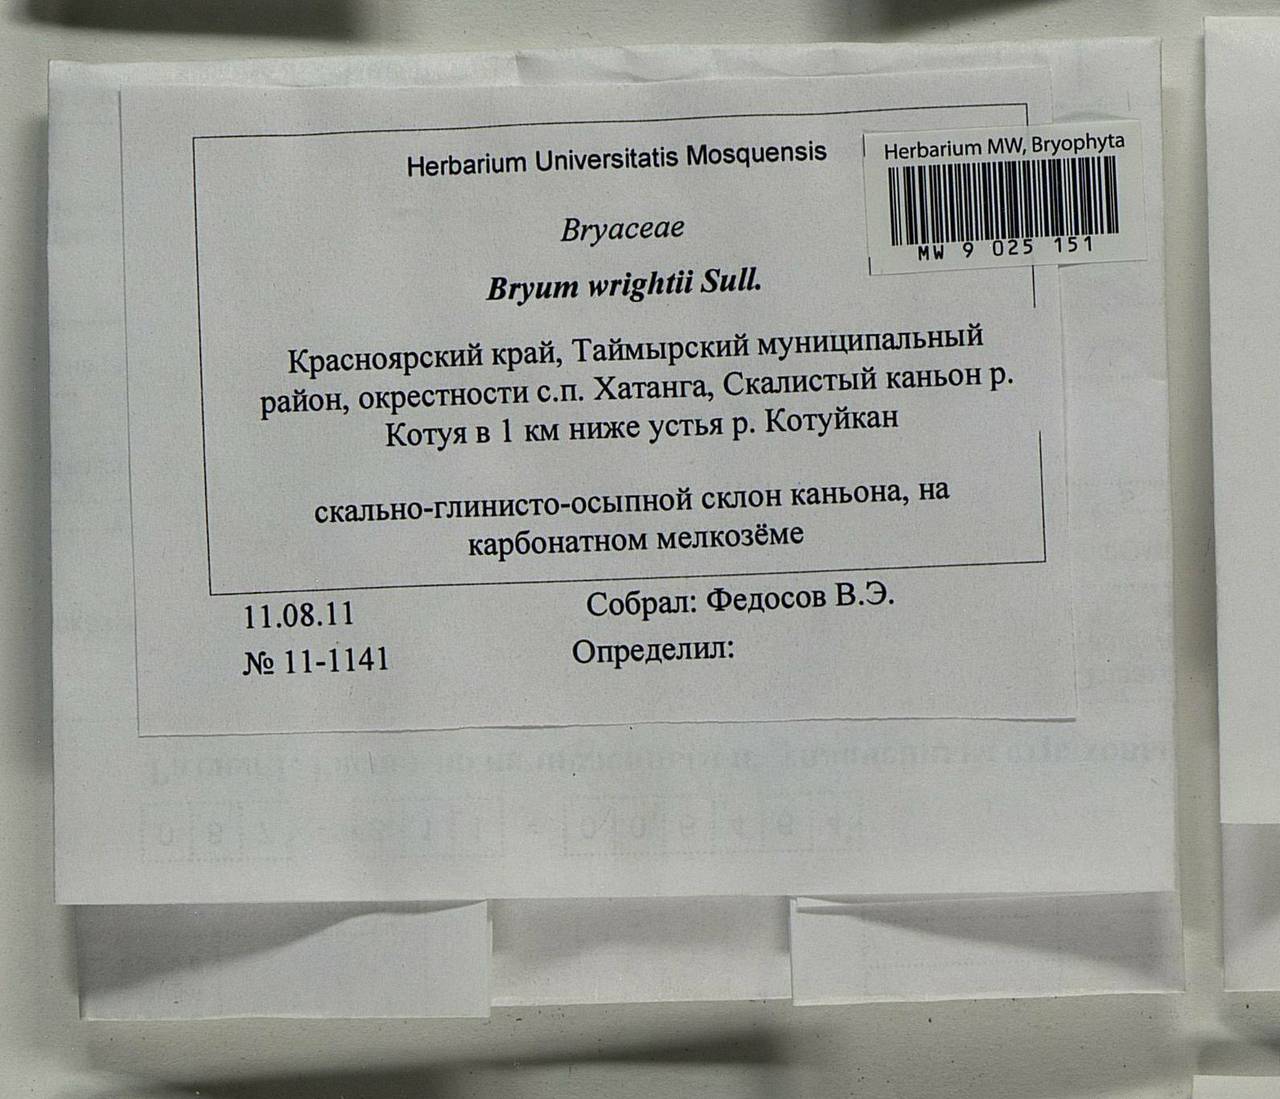 Herbarium Universitatis Mosquensis
Herbarium MW, Bryophyta
MW 9 025 151
Bryaceae
Bryum wrightii Sull.
Красноярский край, Таймырский муниципальный
район, окрестности с.п. Хатанга, Скалистый каньон р.
Котуя в 1 км ниже устья р. Котуйкан
скально-глинисто-осыпной склон каньона, на
карбонатном мелкозёме
11.08.11
Собрал: Федосов В.Э.
№ 11-1141
Определил: